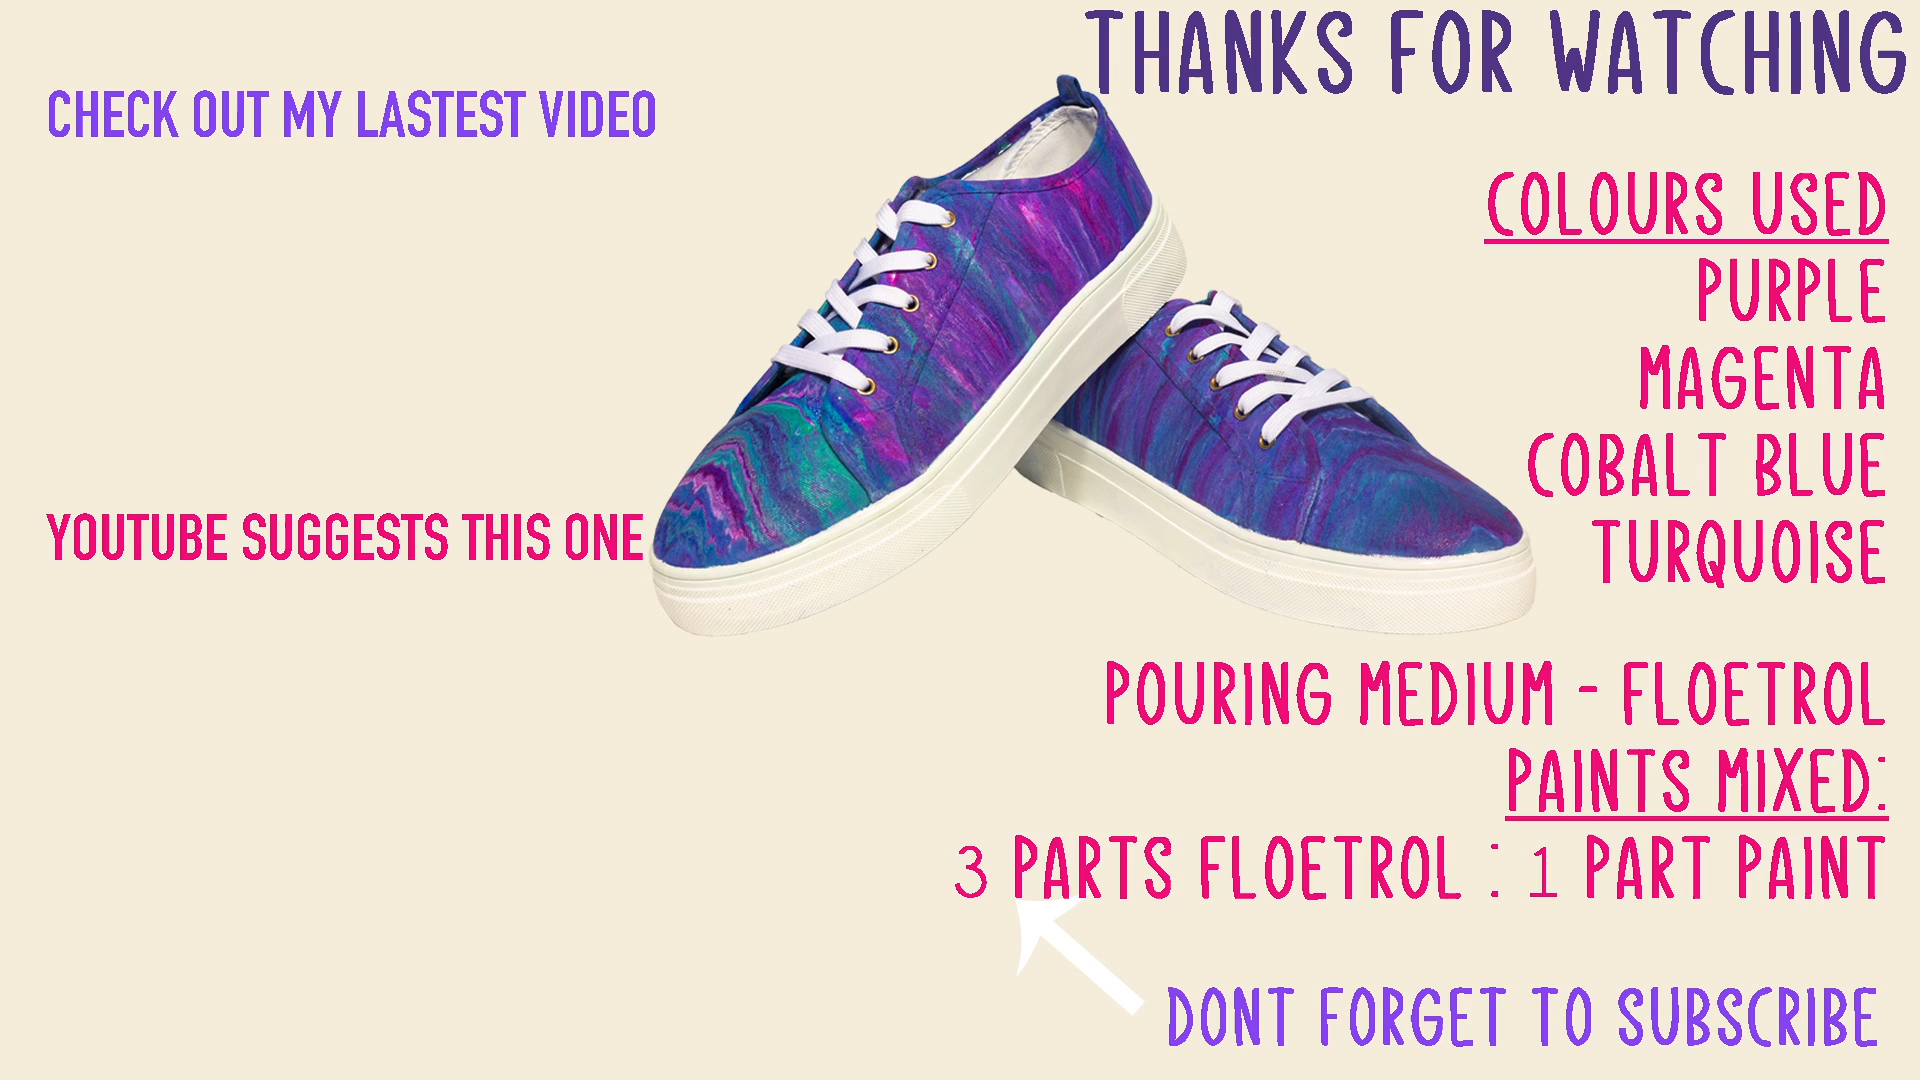 THANKS FOR WATCHING
CHECK OUT MY LASTEST VIDEO
COLOURS USED
PURPLE
MAGENTA
COBALT BLUE
TURQUOISE
YOUTUBE SUGGESTS THIS ONE
POURING MEDIUM - FLOETROL
PAINTS MIXED:
3 PARTS FLOETROL : 1 PART PAINT
DONT FORGET TO SUBSCRIBE